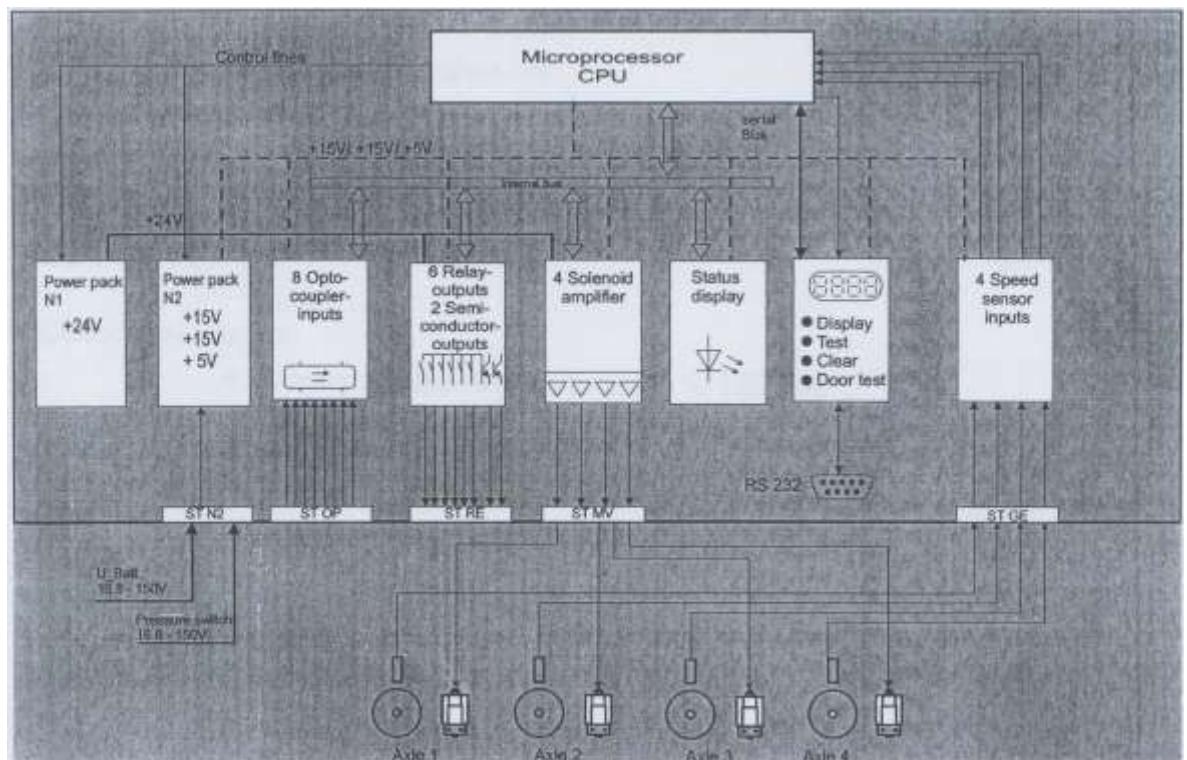 Microprocessor
CPU
Control lines
serial
Bus
+15V/ +15V/ +5V
Internal bus
+24V
Power pack
N1
+24V
Power pack
N2
+15V
+15V
+ 5V
8 Opto-
coupler-
inputs
6 Relay-
outputs
2 Semi-
conductor-
outputs
4 Solenoid
amplifier
Status
display
8888
Display
Test
Clear
Door test
4 Speed
sensor
inputs
RS 232
ST N2
ST OP
ST RE
ST MV
ST GE
U_Batt
16.8 - 150V
Pressure switch
16.8 - 150V
Axle 1
Axle 2
Axle 3
Axle 4